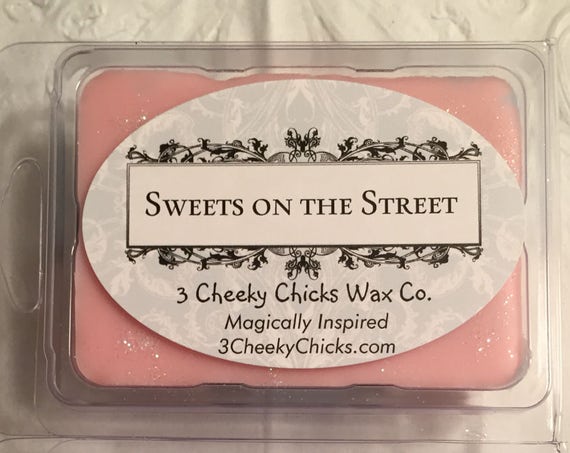 Sweets on the Street
3 Cheeky Chicks Wax Co.
Magically Inspired
3CheekyChicks.com